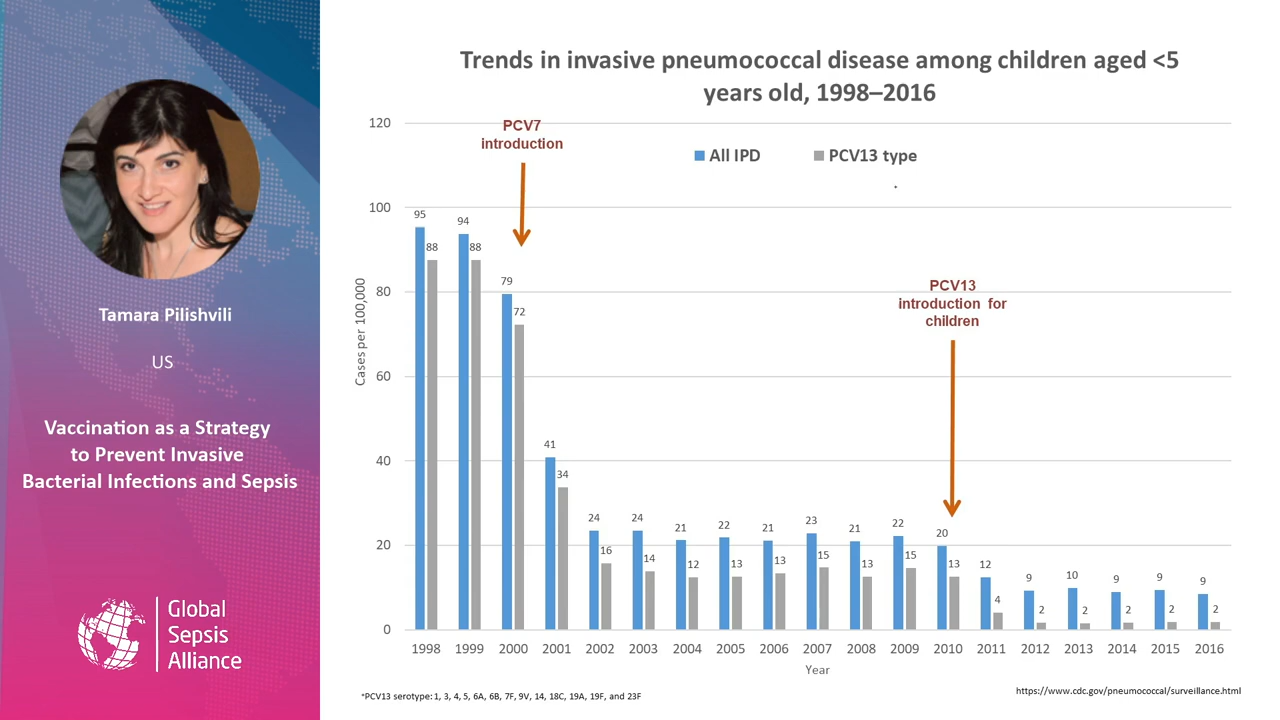 Tamara Pilishvili
US
Vaccination as a Strategy
to Prevent Invasive
Bacterial Infections and Sepsis
Global
Sepsis
Alliance
Trends in invasive pneumococcal disease among children aged <5
years old, 1998–2016
PCV7
introduction
All IPD
PCV13 type
PCV13
introduction for
children
Cases per 100,000
120
100
80
60
40
20
0
95
88
94
88
79
72
41
34
24
16
24
14
21
12
22
13
21
13
23
15
21
13
22
15
20
13
12
4
9
2
10
2
9
2
9
2
9
2
1998 1999 2000 2001 2002 2003 2004 2005 2006 2007 2008 2009 2010 2011 2012 2013 2014 2015 2016
Year
*PCV13 serotype: 1, 3, 4, 5, 6A, 6B, 7F, 9V, 14, 18C, 19A, 19F, and 23F
https://www.cdc.gov/pneumococcal/surveillance.html